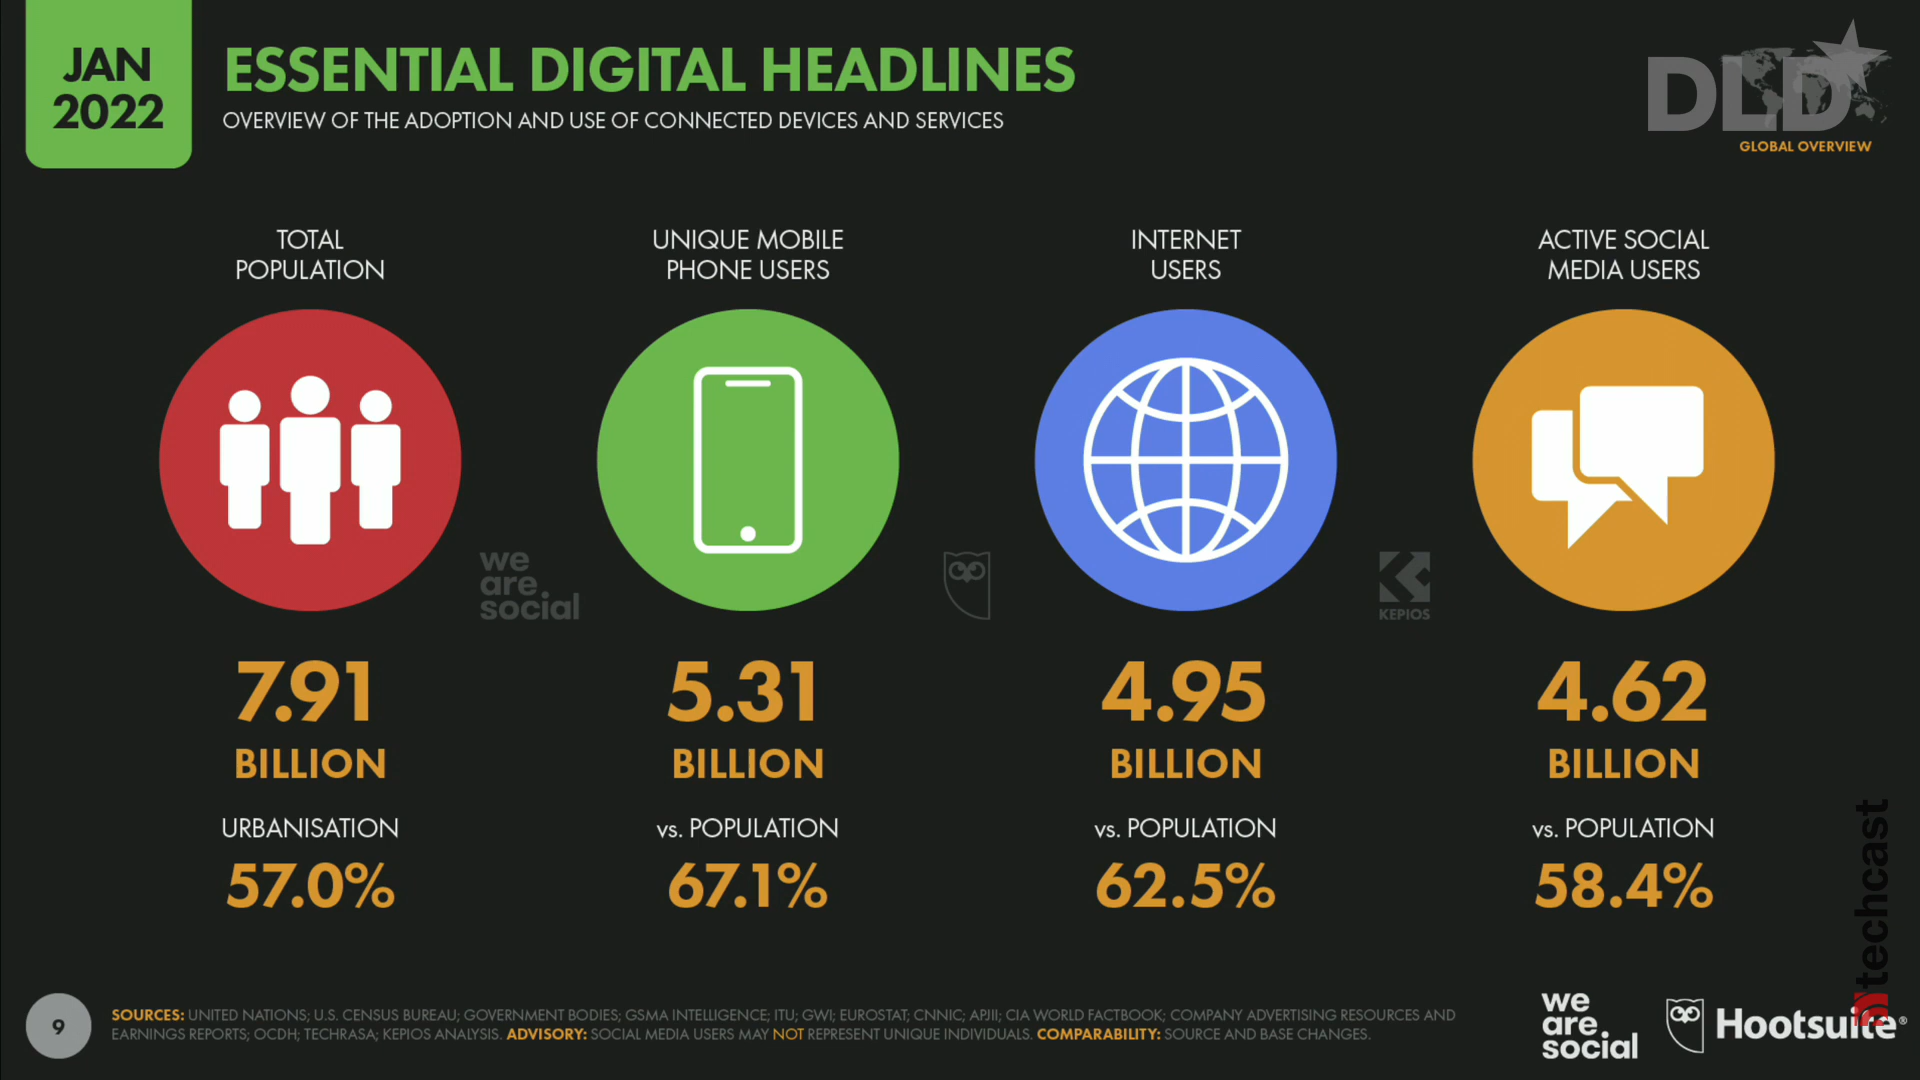 JAN
2022
ESSENTIAL DIGITAL HEADLINES
OVERVIEW OF THE ADOPTION AND USE OF CONNECTED DEVICES AND SERVICES
DLD
GLOBAL OVERVIEW
TOTAL
POPULATION
UNIQUE MOBILE
PHONE USERS
INTERNET
USERS
ACTIVE SOCIAL
MEDIA USERS
we
are.
social
KEPIOS
7.91
BILLION
URBANISATION
57.0%
5.31
BILLION
vs. POPULATION
67.1%
4.95
BILLION
vs. POPULATION
62.5%
4.62
BILLION
vs. POPULATION
58.4%
techcast
9
SOURCES: UNITED NATIONS; U.S. CENSUS BUREAU; GOVERNMENT BODIES; GSMA INTELLIGENCE; ITU; GWI; EUROSTAT; CNNIC; APJII; CIA WORLD FACTBOOK; COMPANY ADVERTISING RESOURCES AND
EARNINGS REPORTS; OCDH; TECHRASA; KEPIOS ANALYSIS. ADVISORY: SOCIAL MEDIA USERS MAY NOT REPRESENT UNIQUE INDIVIDUALS. COMPARABILITY: SOURCE AND BASE CHANGES.
we
are.
social
Hootsuite®